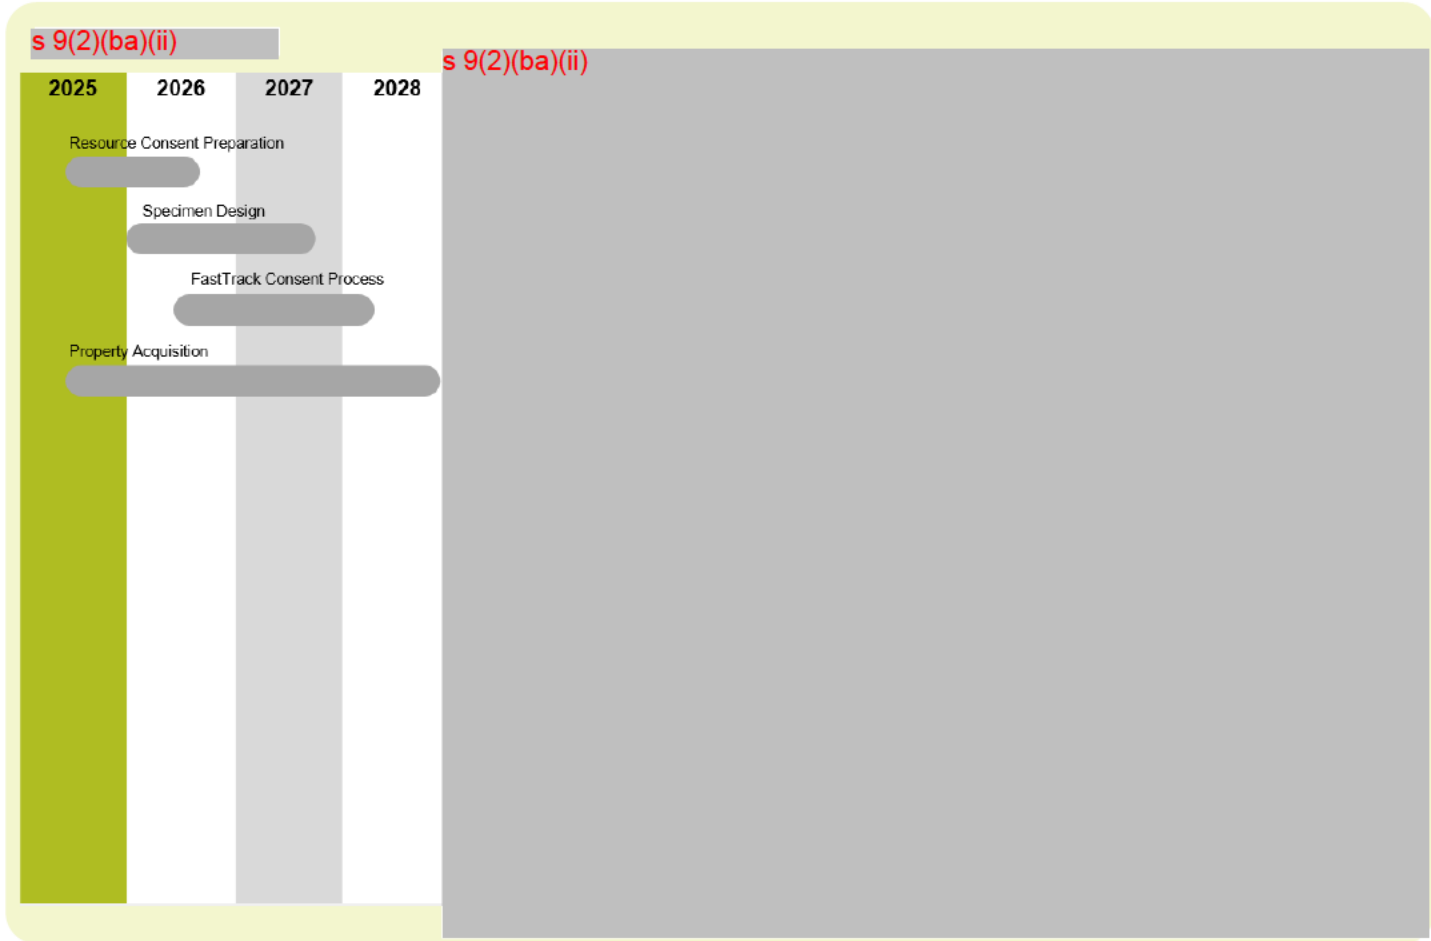 s 9(2)(ba)(ii)
s 9(2)(ba)(ii)
2025 2026 2027 2028
Resource Consent Preparation
Specimen Design
FastTrack Consent Process
Property Acquisition